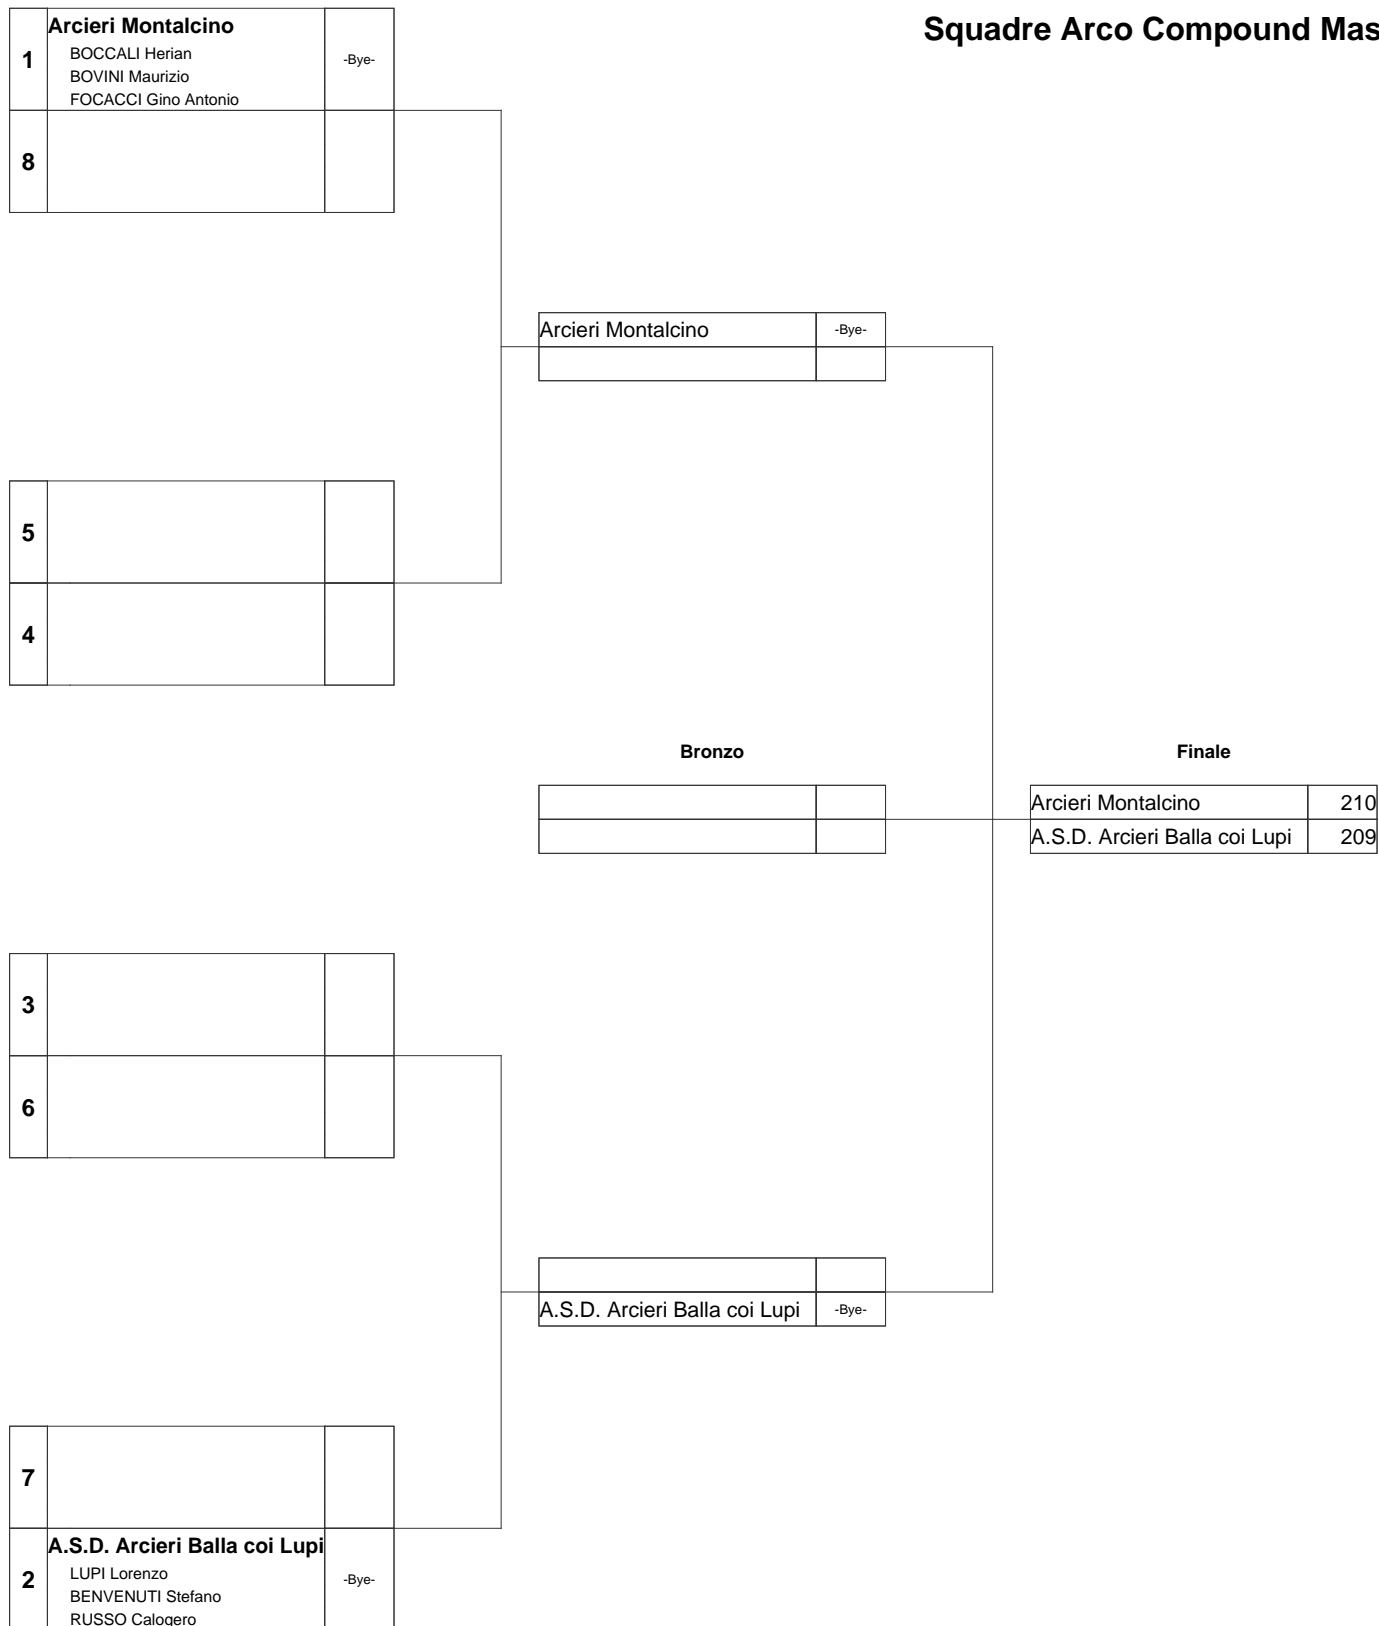 Squadre Arco Compound Mas
1
Arcieri Montalcino
BOCCALI Herian
BOVINI Maurizio
FOCACCI Gino Antonio
-Bye-
8
Arcieri Montalcino
-Bye-
5
4
Bronzo
Finale
Arcieri Montalcino 210
A.S.D. Arcieri Balla coi Lupi 209
3
6
A.S.D. Arcieri Balla coi Lupi
-Bye-
7
2
A.S.D. Arcieri Balla coi Lupi
LUPI Lorenzo
BENVENUTI Stefano
RUSSO Calogero
-Bye-